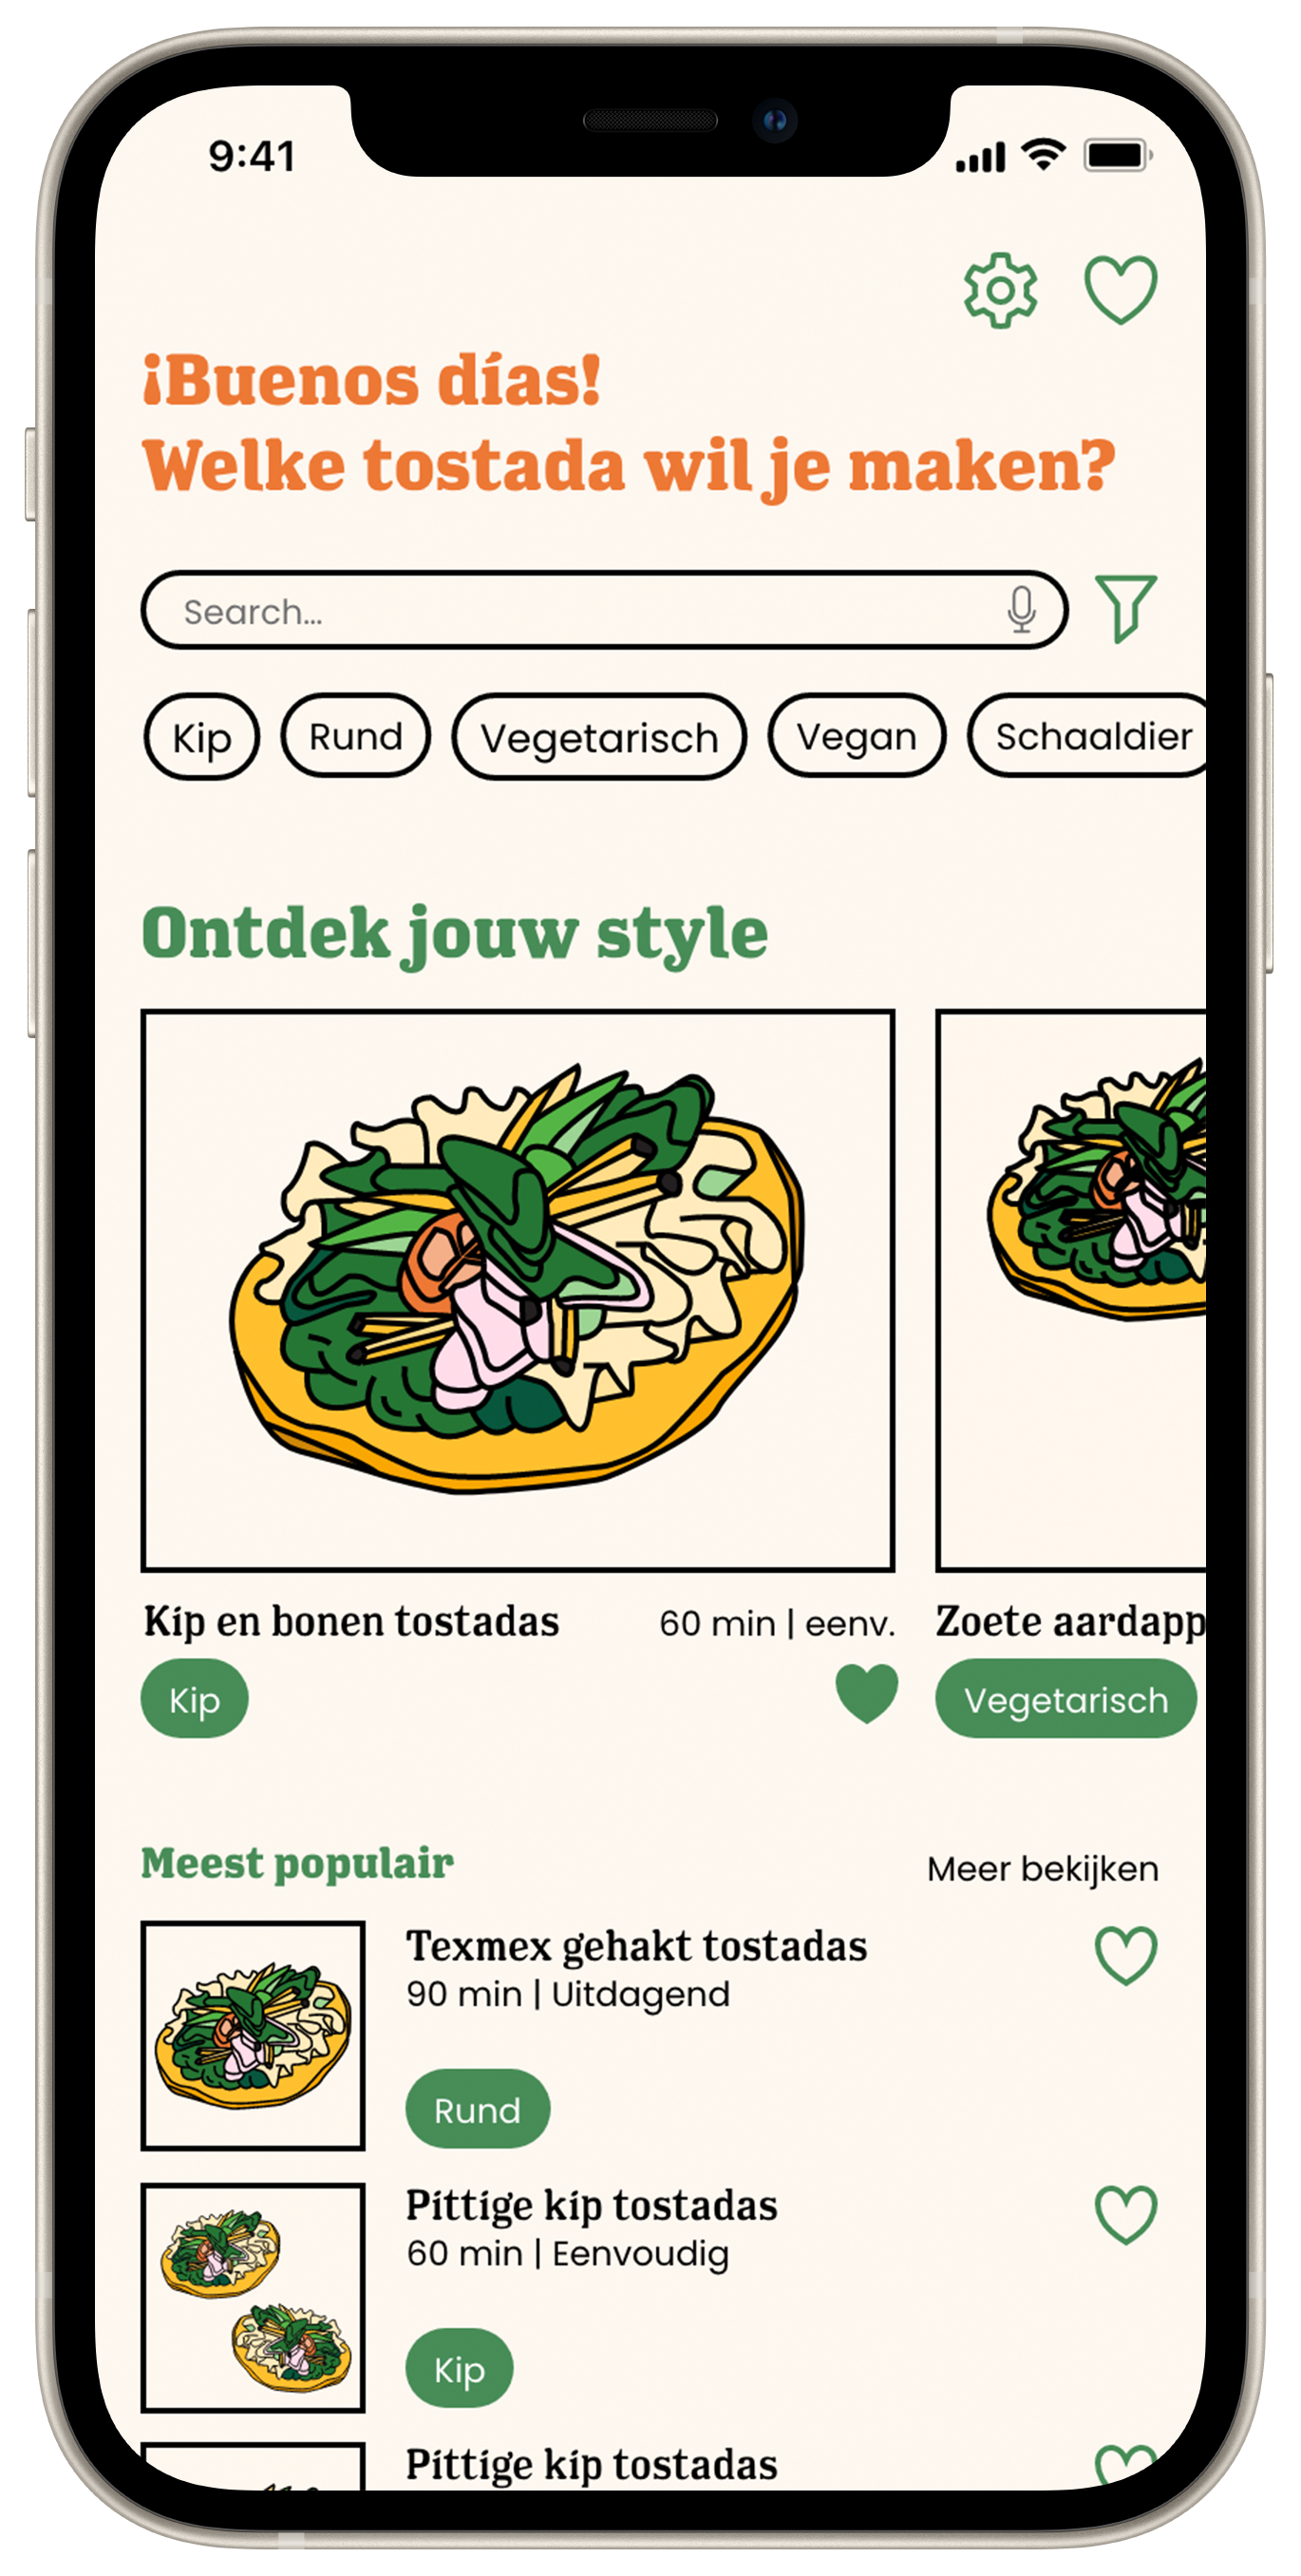 9:41
¡Buenos días!
Welke tostada wil je maken?
Search...
Kip Rund Vegetarisch Vegan Schaaldier
Ontdek jouw style
Kip en bonen tostadas 60 min | eenv. Zoete aardapp
Kip Vegetarisch
Meest populair Meer bekijken
Texmex gehakt tostadas
90 min | Uitdagend
Rund
Pittige kip tostadas
60 min | Eenvoudig
Kip
Pittige kip tostadas